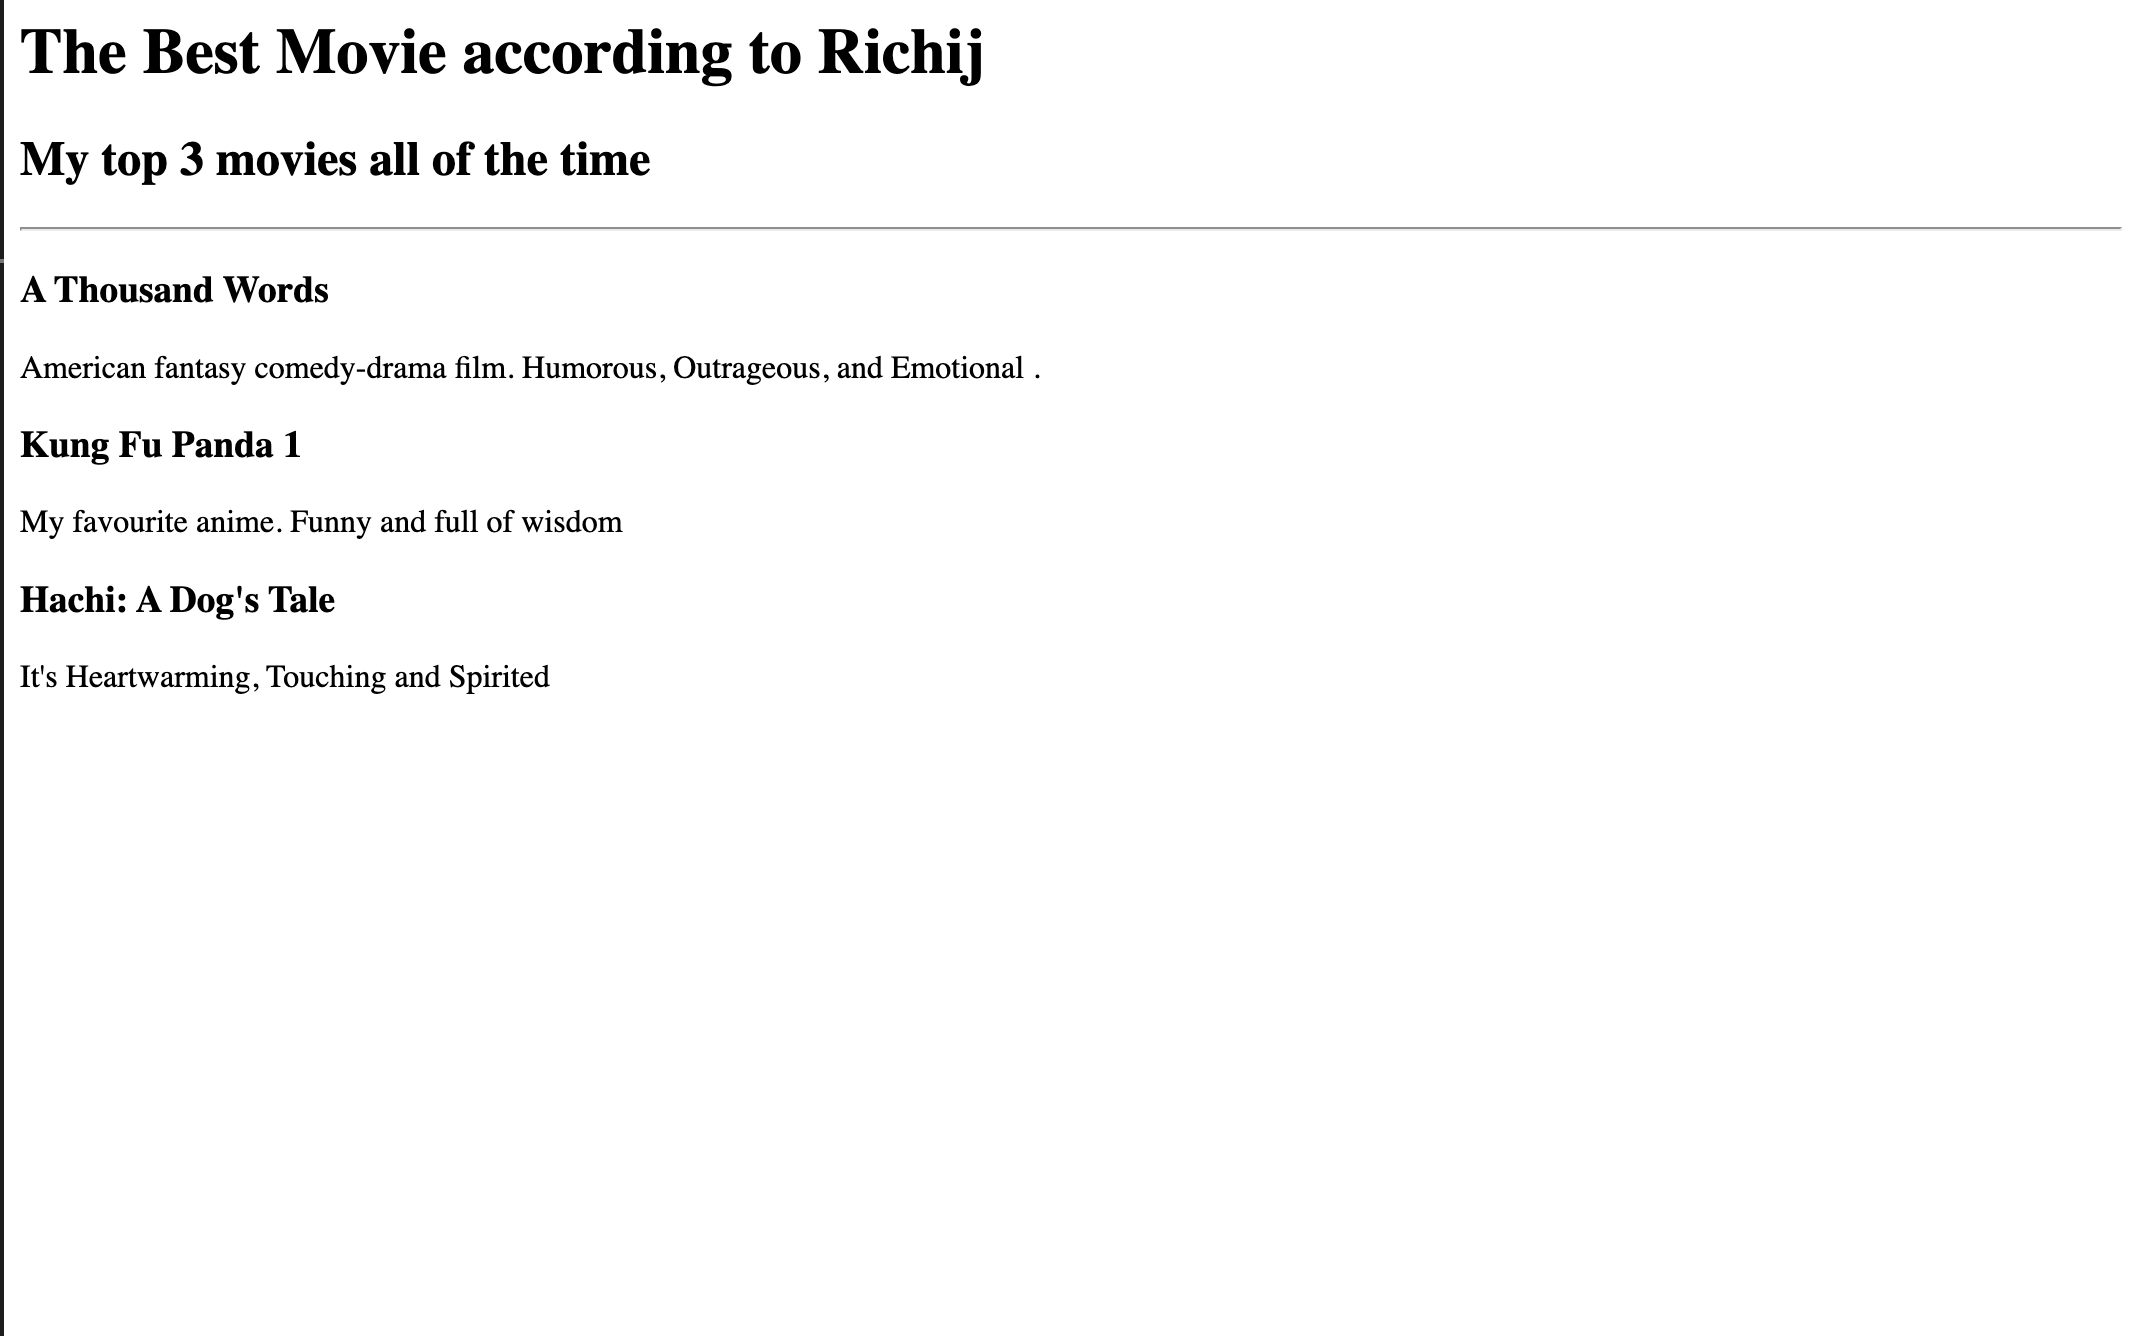 The Best Movie according to Richij
My top 3 movies all of the time
A Thousand Words
American fantasy comedy-drama film. Humorous, Outrageous, and Emotional .
Kung Fu Panda 1
My favourite anime. Funny and full of wisdom
Hachi: A Dog's Tale
It's Heartwarming, Touching and Spirited